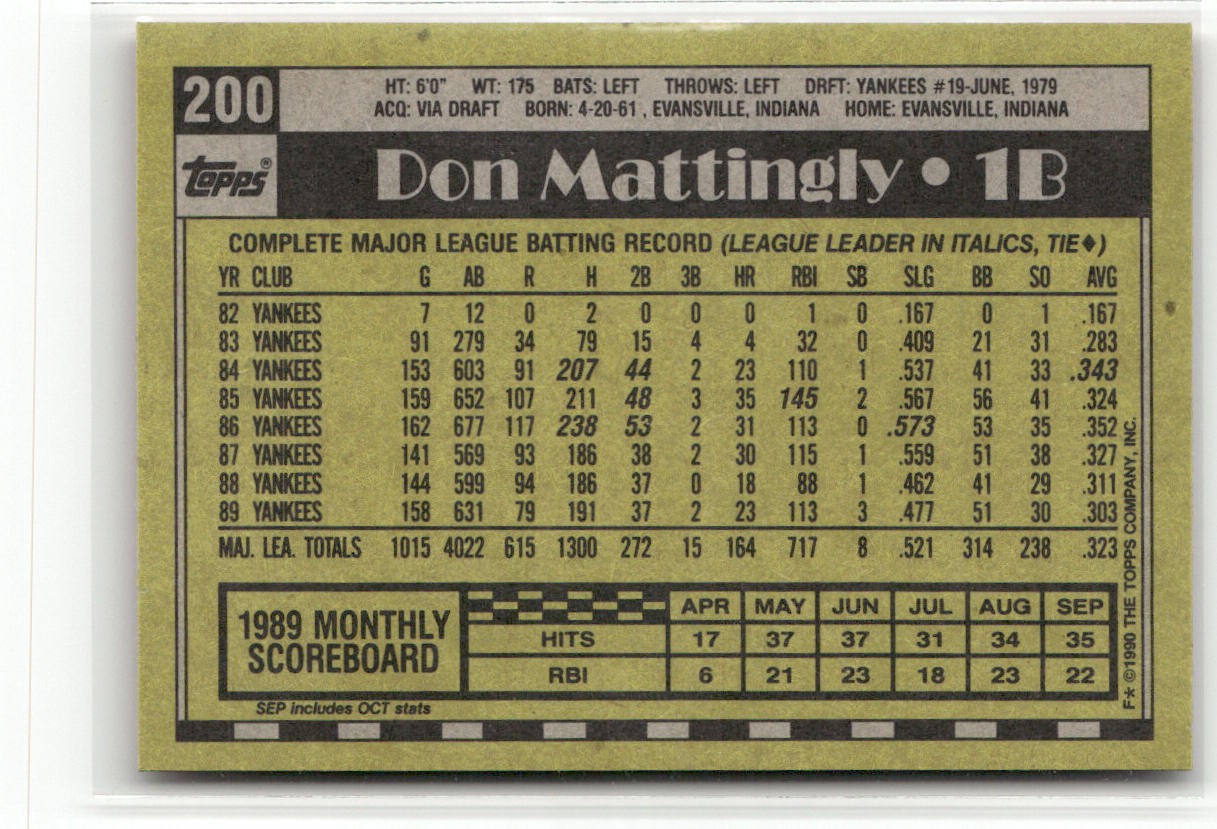 200
HT: 6'0" WT: 175 BATS: LEFT THROWS: LEFT DRFT: YANKEES #19-JUNE, 1979
ACQ: VIA DRAFT BORN: 4-20-61 , EVANSVILLE, INDIANA HOME: EVANSVILLE, INDIANA
Topps®
Don Mattingly • 1B
COMPLETE MAJOR LEAGUE BATTING RECORD (LEAGUE LEADER IN ITALICS, TIE♦)
YR CLUB G AB R H 2B 3B HR RBI SB SLG BB SO AVG
82 YANKEES 7 12 0 2 0 0 0 1 0 .167 0 1 .167
83 YANKEES 91 279 34 79 15 4 4 32 0 .409 21 31 .283
84 YANKEES 153 603 91 207 44 2 23 110 1 .537 41 33 .343
85 YANKEES 159 652 107 211 48 3 35 145 2 .567 56 41 .324
86 YANKEES 162 677 117 238 53 2 31 113 0 .573 53 35 .352
87 YANKEES 141 569 93 186 38 2 30 115 1 .559 51 38 .327
88 YANKEES 144 599 94 186 37 0 18 88 1 .462 41 29 .311
89 YANKEES 158 631 79 191 37 2 23 113 3 .477 51 30 .303
MAJ. LEA. TOTALS 1015 4022 615 1300 272 15 164 717 8 .521 314 238 .323
1989 MONTHLY
SCOREBOARD
APR MAY JUN JUL AUG SEP
HITS 17 37 37 31 34 35
RBI 6 21 23 18 23 22
SEP includes OCT stats
F* ©1990 THE TOPPS COMPANY, INC.